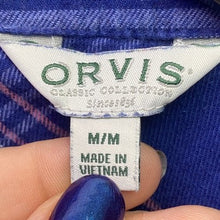 ORVIS
CLASSIC COLLECTION
Since 1856
M/M
MADE IN
VIETNAM